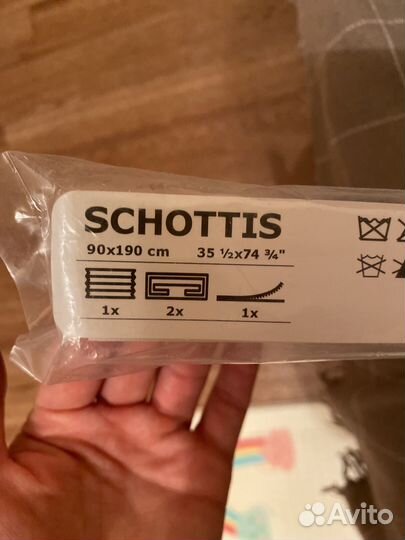 SCHOTTIS
90x190 cm 35 ½x74 ¾"
1x 2x 1x
Avito